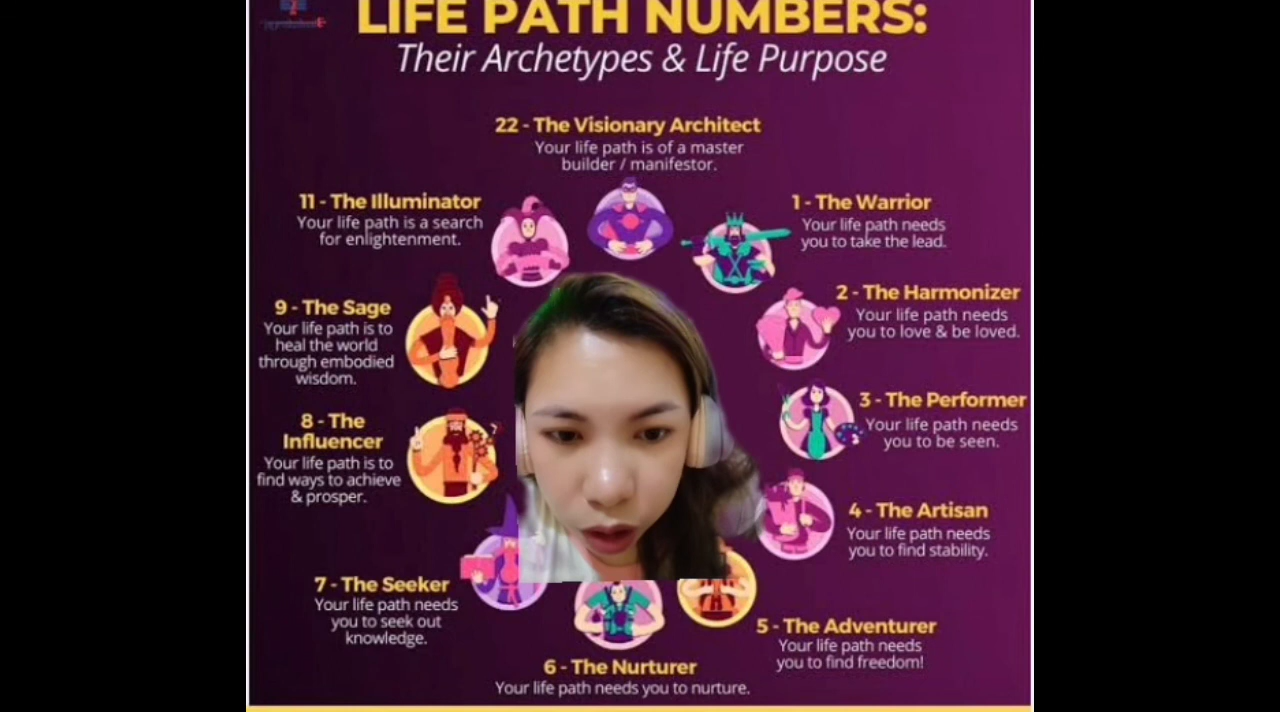 LIFE PATH NUMBERS:
Their Archetypes & Life Purpose
22 - The Visionary Architect
Your life path is of a master
builder / manifestor.
11 - The Illuminator
Your life path is a search
for enlightenment.
1 - The Warrior
Your life path needs
you to take the lead.
2 - The Harmonizer
Your life path needs
you to love & be loved.
9 - The Sage
Your life path is to
heal the world
through embodied
wisdom.
3 - The Performer
Your life path needs
you to be seen.
8 - The
Influencer
Your life path is to
find ways to achieve
& prosper.
4 - The Artisan
Your life path needs
you to find stability.
7 - The Seeker
Your life path needs
you to seek out
knowledge.
5 - The Adventurer
Your life path needs
you to find freedom!
6 - The Nurturer
Your life path needs you to nurture.